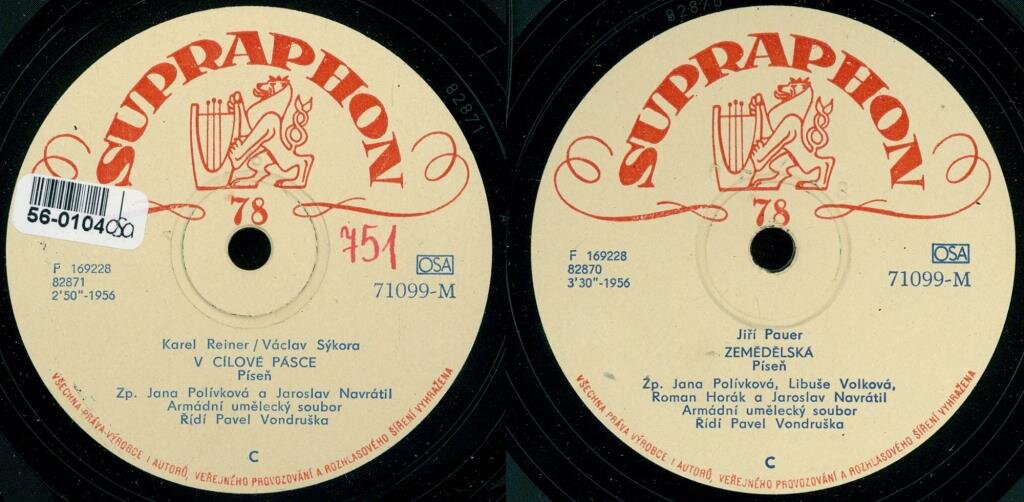 SUPRAPHON
78
56-0104
751
OSA
F 169228
82871
2'50"-1956
71099-M
Karel Reiner / Václav Sýkora
V CÍLOVÉ PÁSCE
Píseň
Zp. Jana Polívková a Jaroslav Navrátil
Armádní umělecký soubor
Řídí Pavel Vondruška
C
VŠECHNA PRÁVA VÝROBCE I AUTORŮ, VEŘEJNÉHO PROVOZOVÁNÍ A ROZHLASOVÉHO ŠÍŘENÍ VYHRAŽENA
82871
82870
SUPRAPHON
78
OSA
F 169228
82870
3'30"-1956
71099-M
Jiří Pauer
ZEMĚDĚLSKÁ
Píseň
Zp. Jana Polívková, Libuše Volková,
Roman Horák a Jaroslav Navrátil
Armádní umělecký soubor
Řídí Pavel Vondruška
C
VŠECHNA PRÁVA VÝROBCE I AUTORŮ, VEŘEJNÉHO PROVOZOVÁNÍ A ROZHLASOVÉHO ŠÍŘENÍ VYHRAŽENA